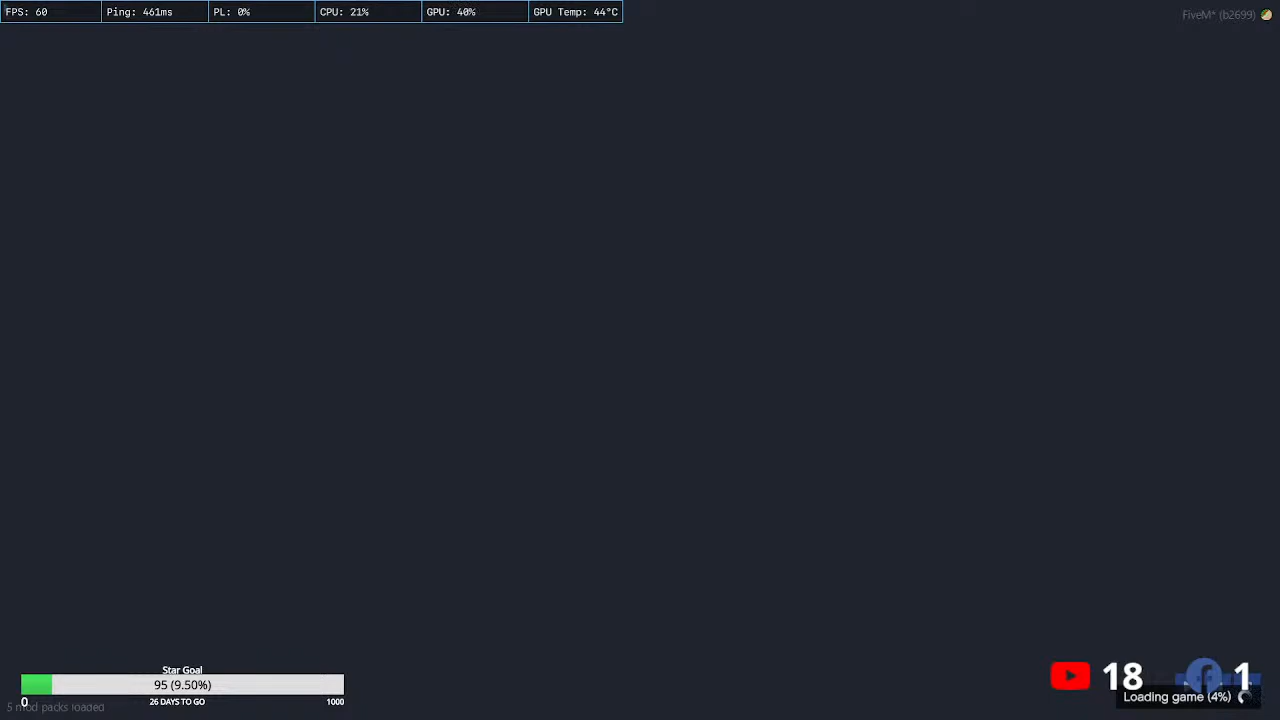 FPS: 60 Ping: 461ms PL: 0% CPU: 21% GPU: 40% GPU Temp: 44°C
FiveM* (b2699)
Star Goal
95 (9.50%)
0 26 DAYS TO GO 1000
5 mod packs loaded
18 1
Loading game (4%)